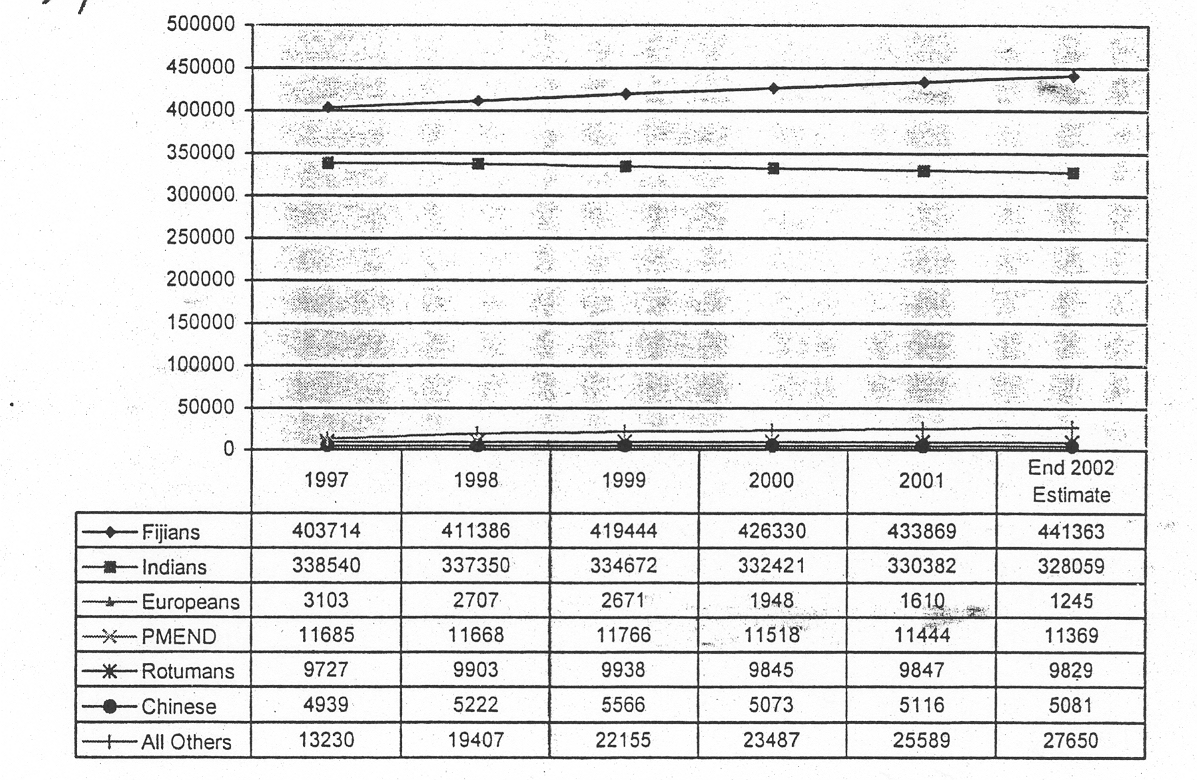 500000
450000
400000
350000
300000
250000
200000
150000
100000
50000
0
1997 1998 1999 2000 2001 End 2002 Estimate
Fijians 403714 411386 419444 426330 433869 441363
Indians 338540 337350 334672 332421 330382 328059
Europeans 3103 2707 2671 1948 1610 1245
PMEND 11685 11668 11766 11518 11444 11369
Rotumans 9727 9903 9938 9845 9847 9829
Chinese 4939 5222 5566 5073 5116 5081
All Others 13230 19407 22155 23487 25589 27650